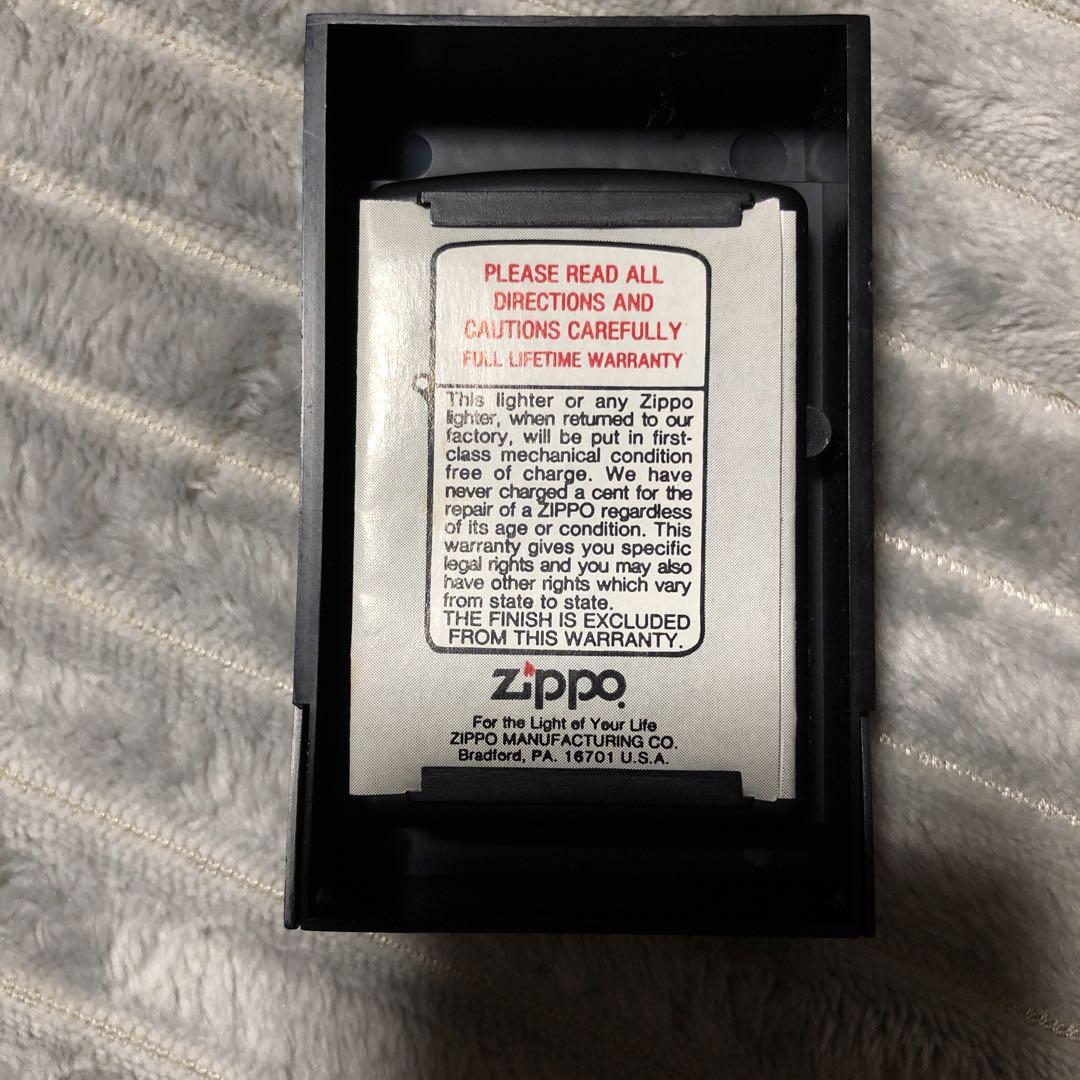 PLEASE READ ALL
DIRECTIONS AND
CAUTIONS CAREFULLY
FULL LIFETIME WARRANTY
This lighter or any Zippo
lighter, when returned to our
factory, will be put in first-
class mechanical condition
free of charge. We have
never charged a cent for the
repair of a ZIPPO regardless
of its age or condition. This
warranty gives you specific
legal rights and you may also
have other rights which vary
from state to state.
THE FINISH IS EXCLUDED
FROM THIS WARRANTY.
zippo
For the Light of Your Life
ZIPPO MANUFACTURING CO.
Bradford, PA. 16701 U.S.A.